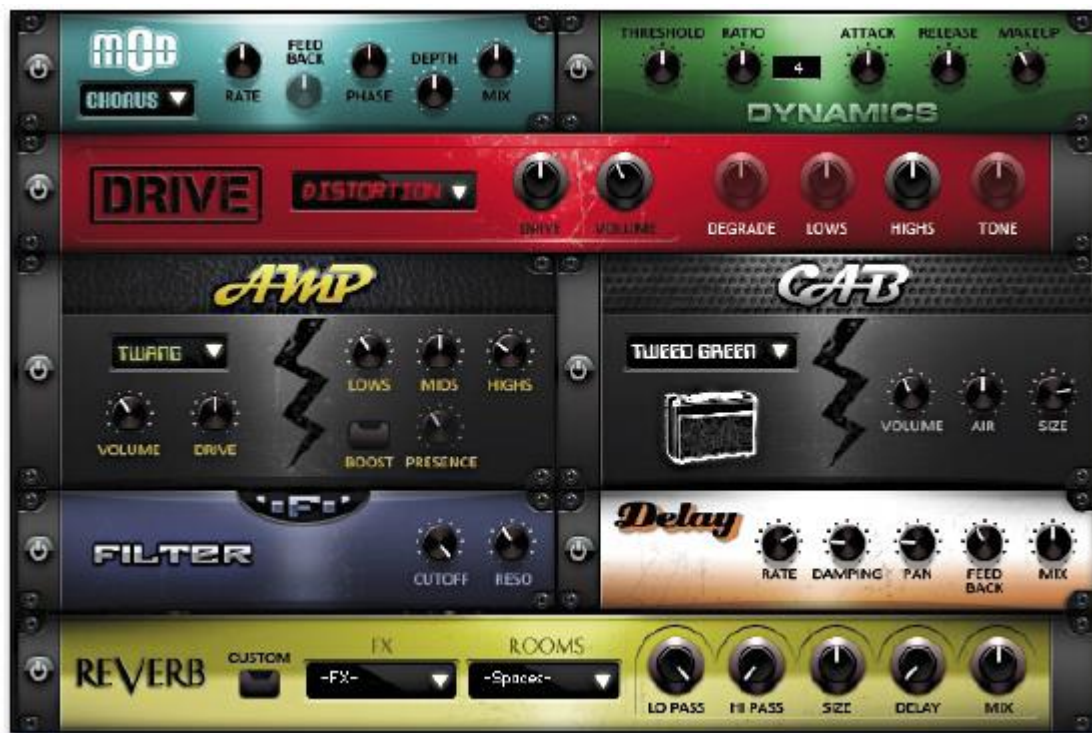 MOD
CHORUS
RATE
FEED
BACK
PHASE
DEPTH
MIX
THRESHOLD RATIO ATTACK RELEASE MAKEUP
4
DYNAMICS
DRIVE
DISTORTION
DRIVE VOLUME DEGRADE LOWS HIGHS TONE
AMP
TWANG
LOWS MIDS HIGHS
VOLUME DRIVE
BOOST PRESENCE
CAB
TWEED GREEN
VOLUME AIR SIZE
F
FILTER
CUTOFF RESO
Delay
RATE DAMPING PAN FEED MIX
BACK
REVERB
CUSTOM
FX
-FX-
ROOMS
-Spaces-
LO PASS HI PASS SIZE DELAY MIX